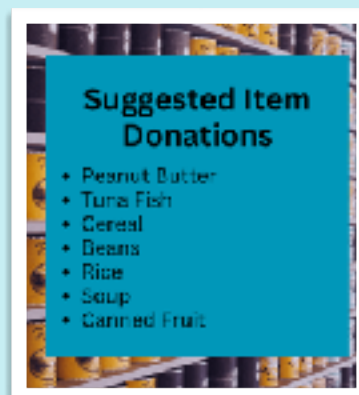 Suggested Item
Donations
• Peanut Butter
• Tuna Fish
• Cereal
• Beans
• Rice
• Soup
• Canned Fruit